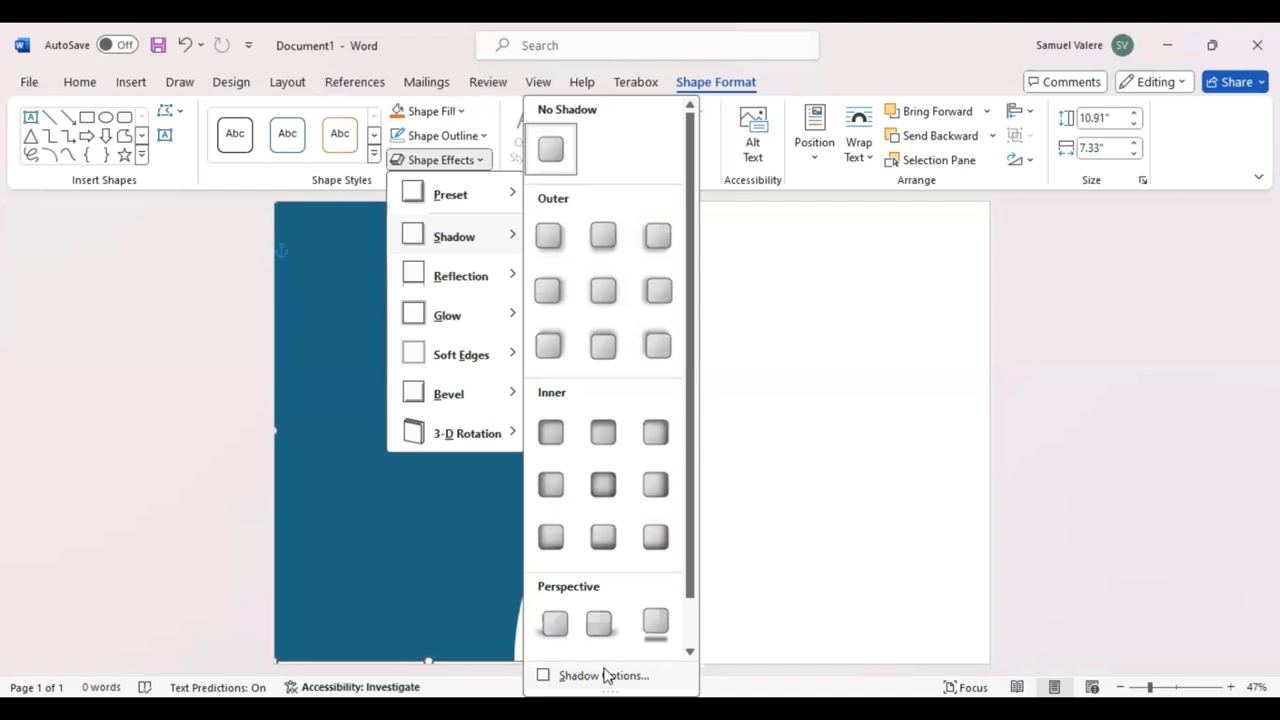 AutoSave Off Document1 - Word Search Samuel Valere SV
File Home Insert Draw Design Layout References Mailings Review View Help Terabox Shape Format Comments Editing Share
Abc Abc Abc
Shape Fill
Shape Outline
Shape Effects
Alt
Text
Position
Wrap
Text
Bring Forward
Send Backward
Selection Pane
10.91"
7.33"
Insert Shapes Shape Styles Accessibility Arrange Size
Preset
Shadow
Reflection
Glow
Soft Edges
Bevel
3-D Rotation
No Shadow
Outer
Inner
Perspective
Shadow
Page 1 of 1 0 words Text Predictions: On Accessibility: Investigate Focus 47%